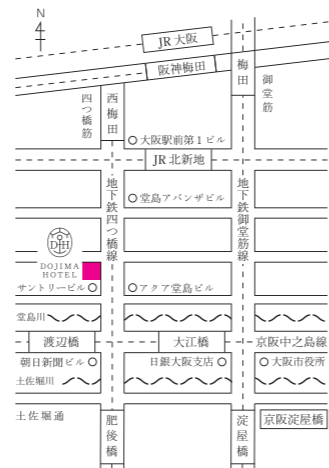 N
JR 大阪
阪神梅田
梅田
御堂筋
四つ橋筋
西梅田
大阪駅前第1ビル
JR 北新地
地下鉄四つ橋線
堂島アバンザビル
地下鉄御堂筋線
DH
DOJIMA
HOTEL
サントリービル
アクア堂島ビル
堂島川
渡辺橋
大江橋
京阪中之島線
朝日新聞ビル
日銀大阪支店
大阪市役所
土佐堀川
土佐堀通
肥後橋
淀屋橋
京阪淀屋橋